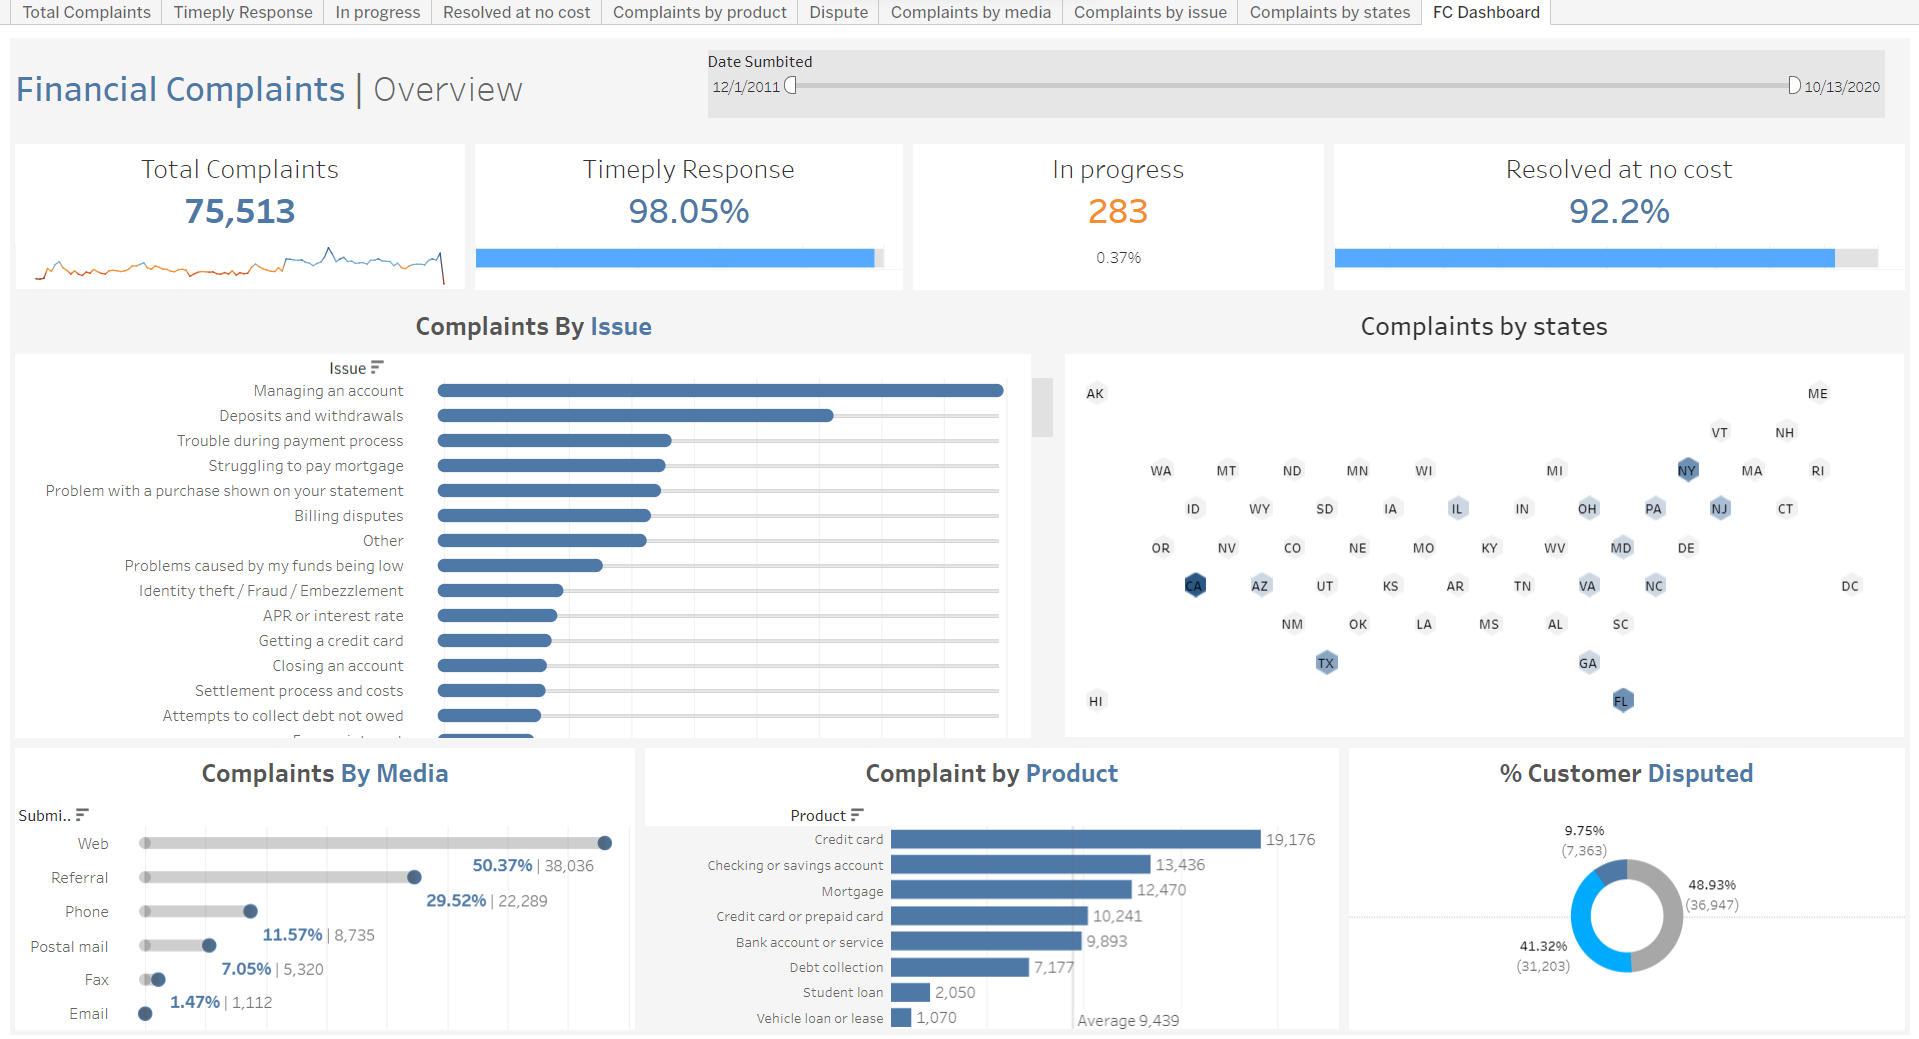 Total Complaints
Timeply Response
In progress
Resolved at no cost
Complaints by product
Dispute
Complaints by media
Complaints by issue
Complaints by states
FC Dashboard
Financial Complaints | Overview
Date Sumbited
12/1/2011
10/13/2020
Total Complaints
75,513
Timeply Response
98.05%
In progress
283
0.37%
Resolved at no cost
92.2%
Complaints By Issue
Issue
Managing an account
Deposits and withdrawals
Trouble during payment process
Struggling to pay mortgage
Problem with a purchase shown on your statement
Billing disputes
Other
Problems caused by my funds being low
Identity theft / Fraud / Embezzlement
APR or interest rate
Getting a credit card
Closing an account
Settlement process and costs
Attempts to collect debt not owed
Complaints by states
AK ME
VT NH
WA MT ND MN WI MI NY MA RI
ID WY SD IA IL IN OH PA NJ CT
OR NV CO NE MO KY WV MD DE
CA AZ UT KS AR TN VA NC DC
NM OK LA MS AL SC
TX GA
HI FL
Complaints By Media
Submi..
Web
50.37% | 38,036
Referral
29.52% | 22,289
Phone
11.57% | 8,735
Postal mail
7.05% | 5,320
Fax
1.47% | 1,112
Email
Complaint by Product
Product
Credit card 19,176
Checking or savings account 13,436
Mortgage 12,470
Credit card or prepaid card 10,241
Bank account or service 9,893
Debt collection 7,177
Student loan 2,050
Vehicle loan or lease 1,070
Average 9,439
% Customer Disputed
9.75%
(7,363)
48.93%
(36,947)
41.32%
(31,203)